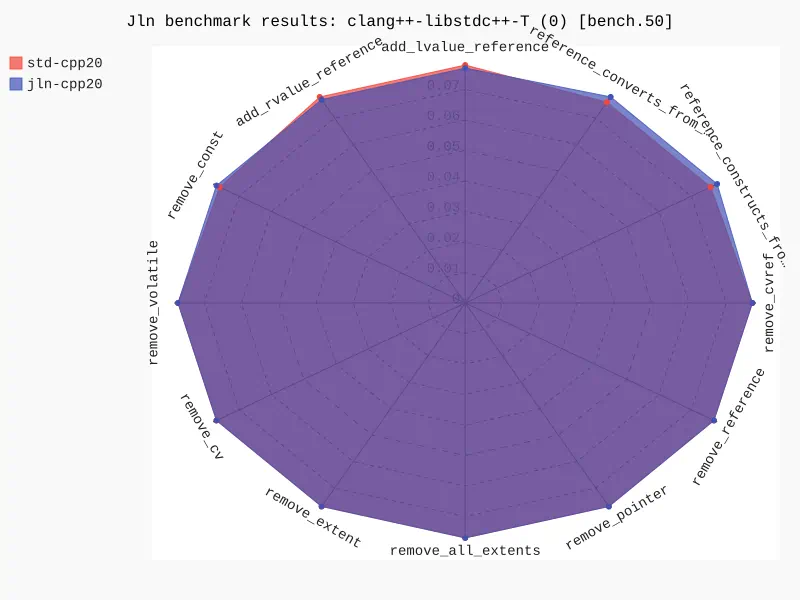 Jln benchmark results: clang++-libstdc++-T (0) [bench.50]
std-cpp20
jln-cpp20
add_lvalue_reference
reference_converts_from_…
reference_constructs_fro…
remove_cvref
remove_reference
remove_pointer
remove_all_extents
remove_extent
remove_cv
remove_volatile
remove_const
add_rvalue_reference
0.07
0.06
0.05
0.04
0.03
0.02
0.01
0